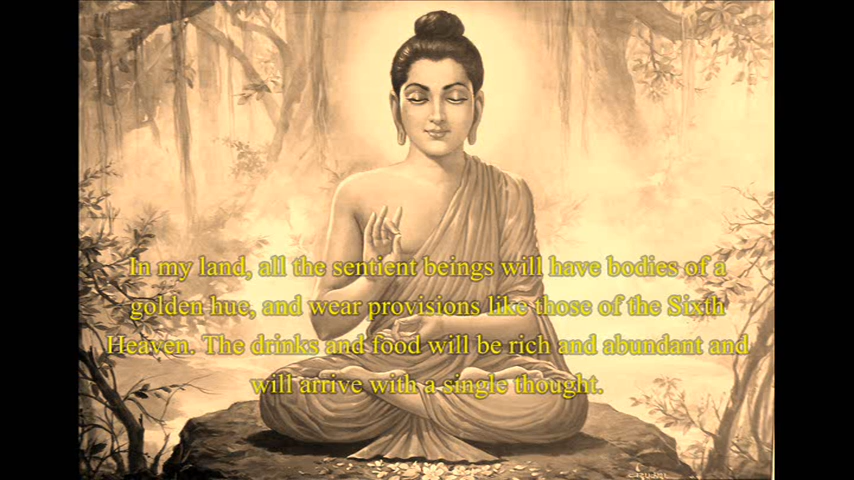 In my land, all the sentient beings will have bodies of a
golden hue, and wear provisions like those of the Sixth
Heaven. The drinks and food will be rich and abundant and
will arrive with a single thought.